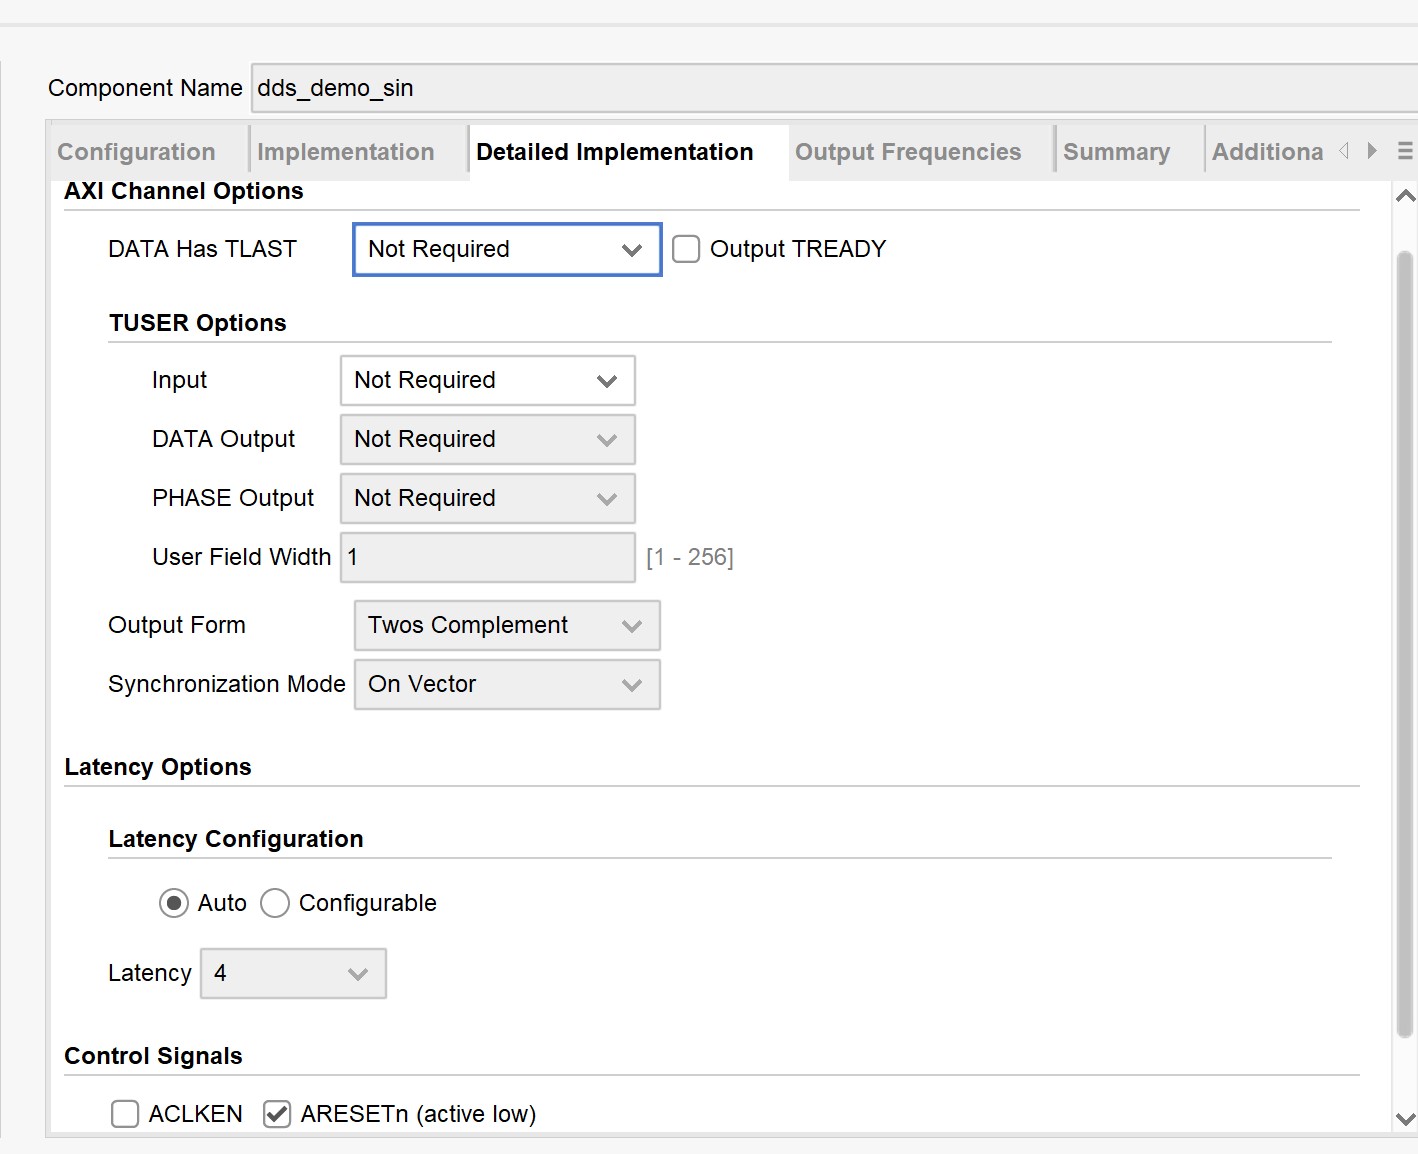 Component Name dds_demo_sin
Configuration Implementation Detailed Implementation Output Frequencies Summary Additiona
AXI Channel Options
DATA Has TLAST Not Required Output TREADY
TUSER Options
Input Not Required
DATA Output Not Required
PHASE Output Not Required
User Field Width 1 [1 - 256]
Output Form Twos Complement
Synchronization Mode On Vector
Latency Options
Latency Configuration
Auto Configurable
Latency 4
Control Signals
ACLKEN ARESETn (active low)